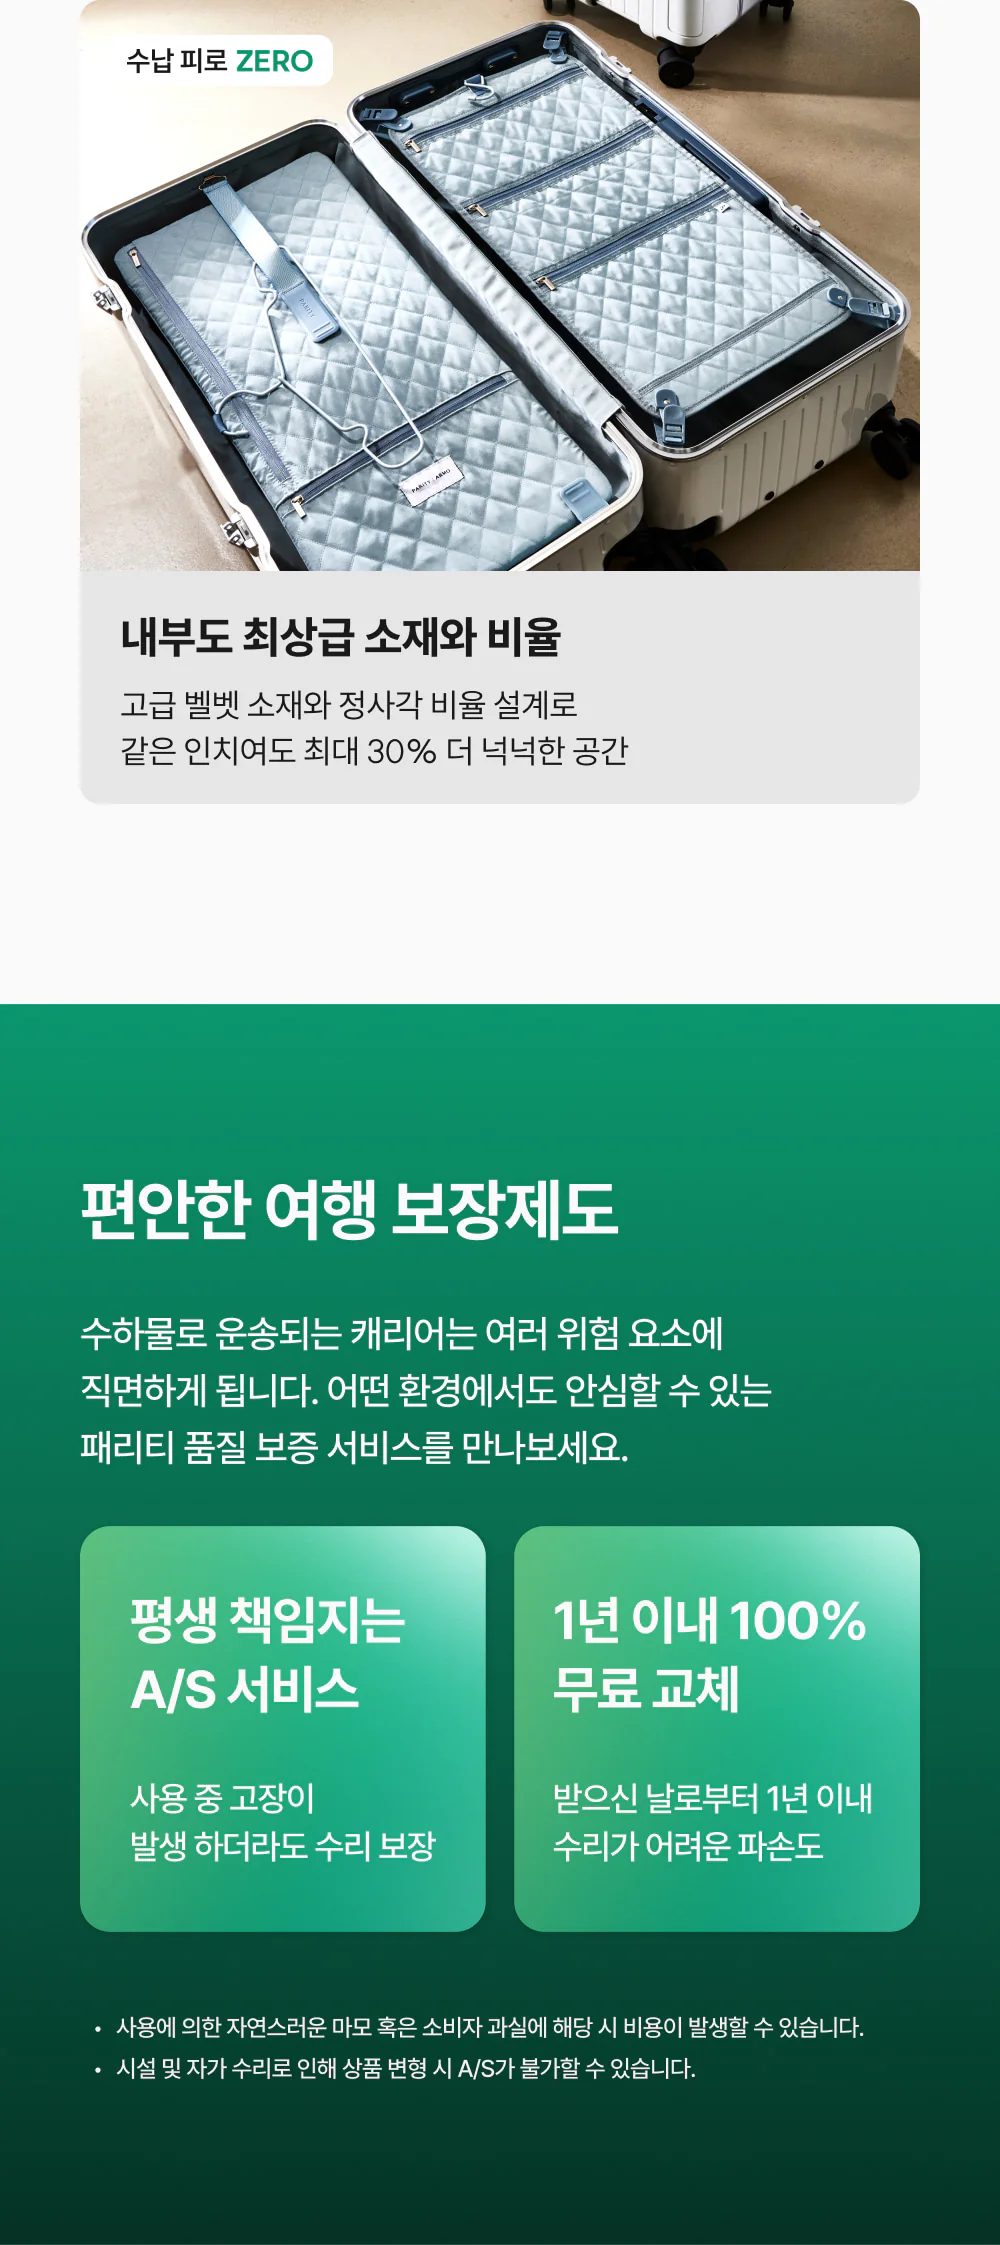 수납 피로 ZERO
PARITY
PARITY LABMO
내부도 최상급 소재와 비율
고급 벨벳 소재와 정사각 비율 설계로
같은 인치여도 최대 30% 더 넉넉한 공간
편안한 여행 보장제도
수하물로 운송되는 캐리어는 여러 위험 요소에
직면하게 됩니다. 어떤 환경에서도 안심할 수 있는
패리티 품질 보증 서비스를 만나보세요.
평생 책임지는
A/S 서비스
사용 중 고장이
발생 하더라도 수리 보장
1년 이내 100%
무료 교체
받으신 날로부터 1년 이내
수리가 어려운 파손도
• 사용에 의한 자연스러운 마모 혹은 소비자 과실에 해당 시 비용이 발생할 수 있습니다.
• 시설 및 자가 수리로 인해 상품 변형 시 A/S가 불가할 수 있습니다.